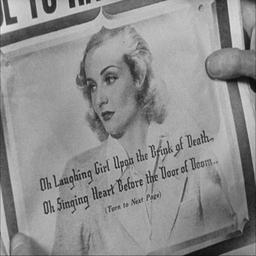 Oh Laughing Girl Upon the Brink of Death..
Oh Singing Heart Before the Door of Doom...
(Turn to Next Page)